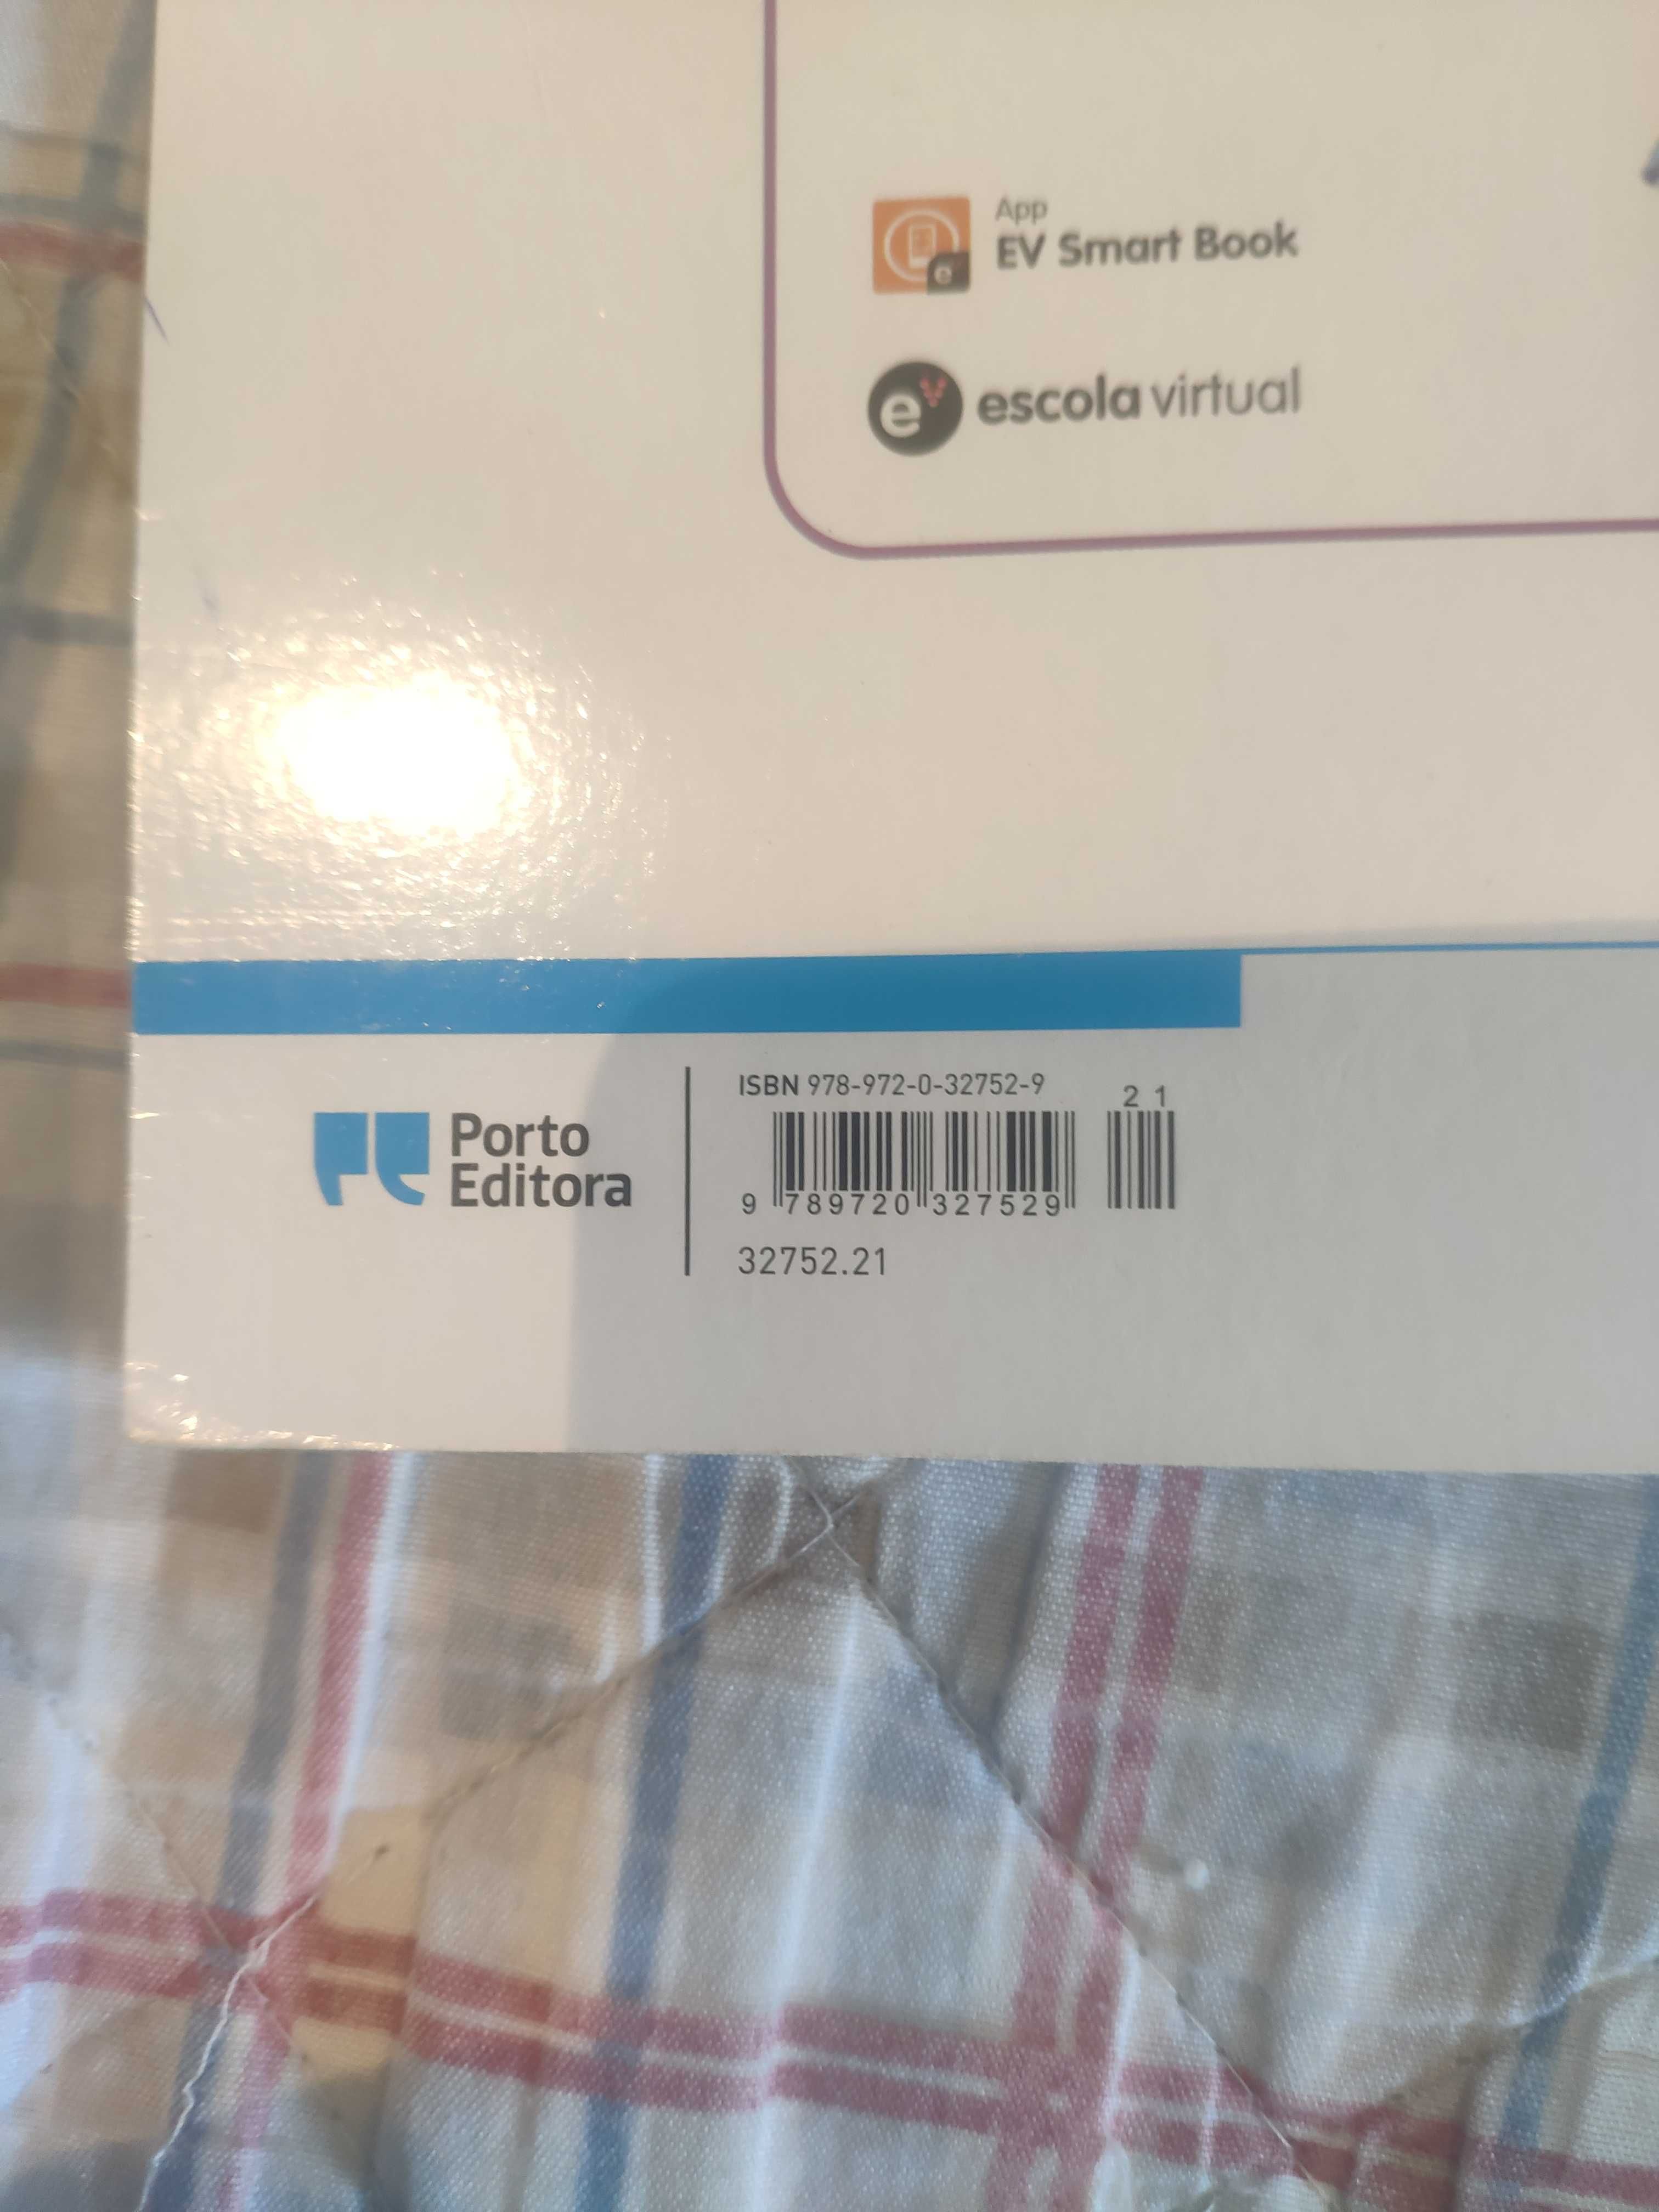 App
EV Smart Book
e
eV escola virtual
ISBN 978-972-0-32752-9
2 1
Porto
Editora
9 789720 327529
32752.21